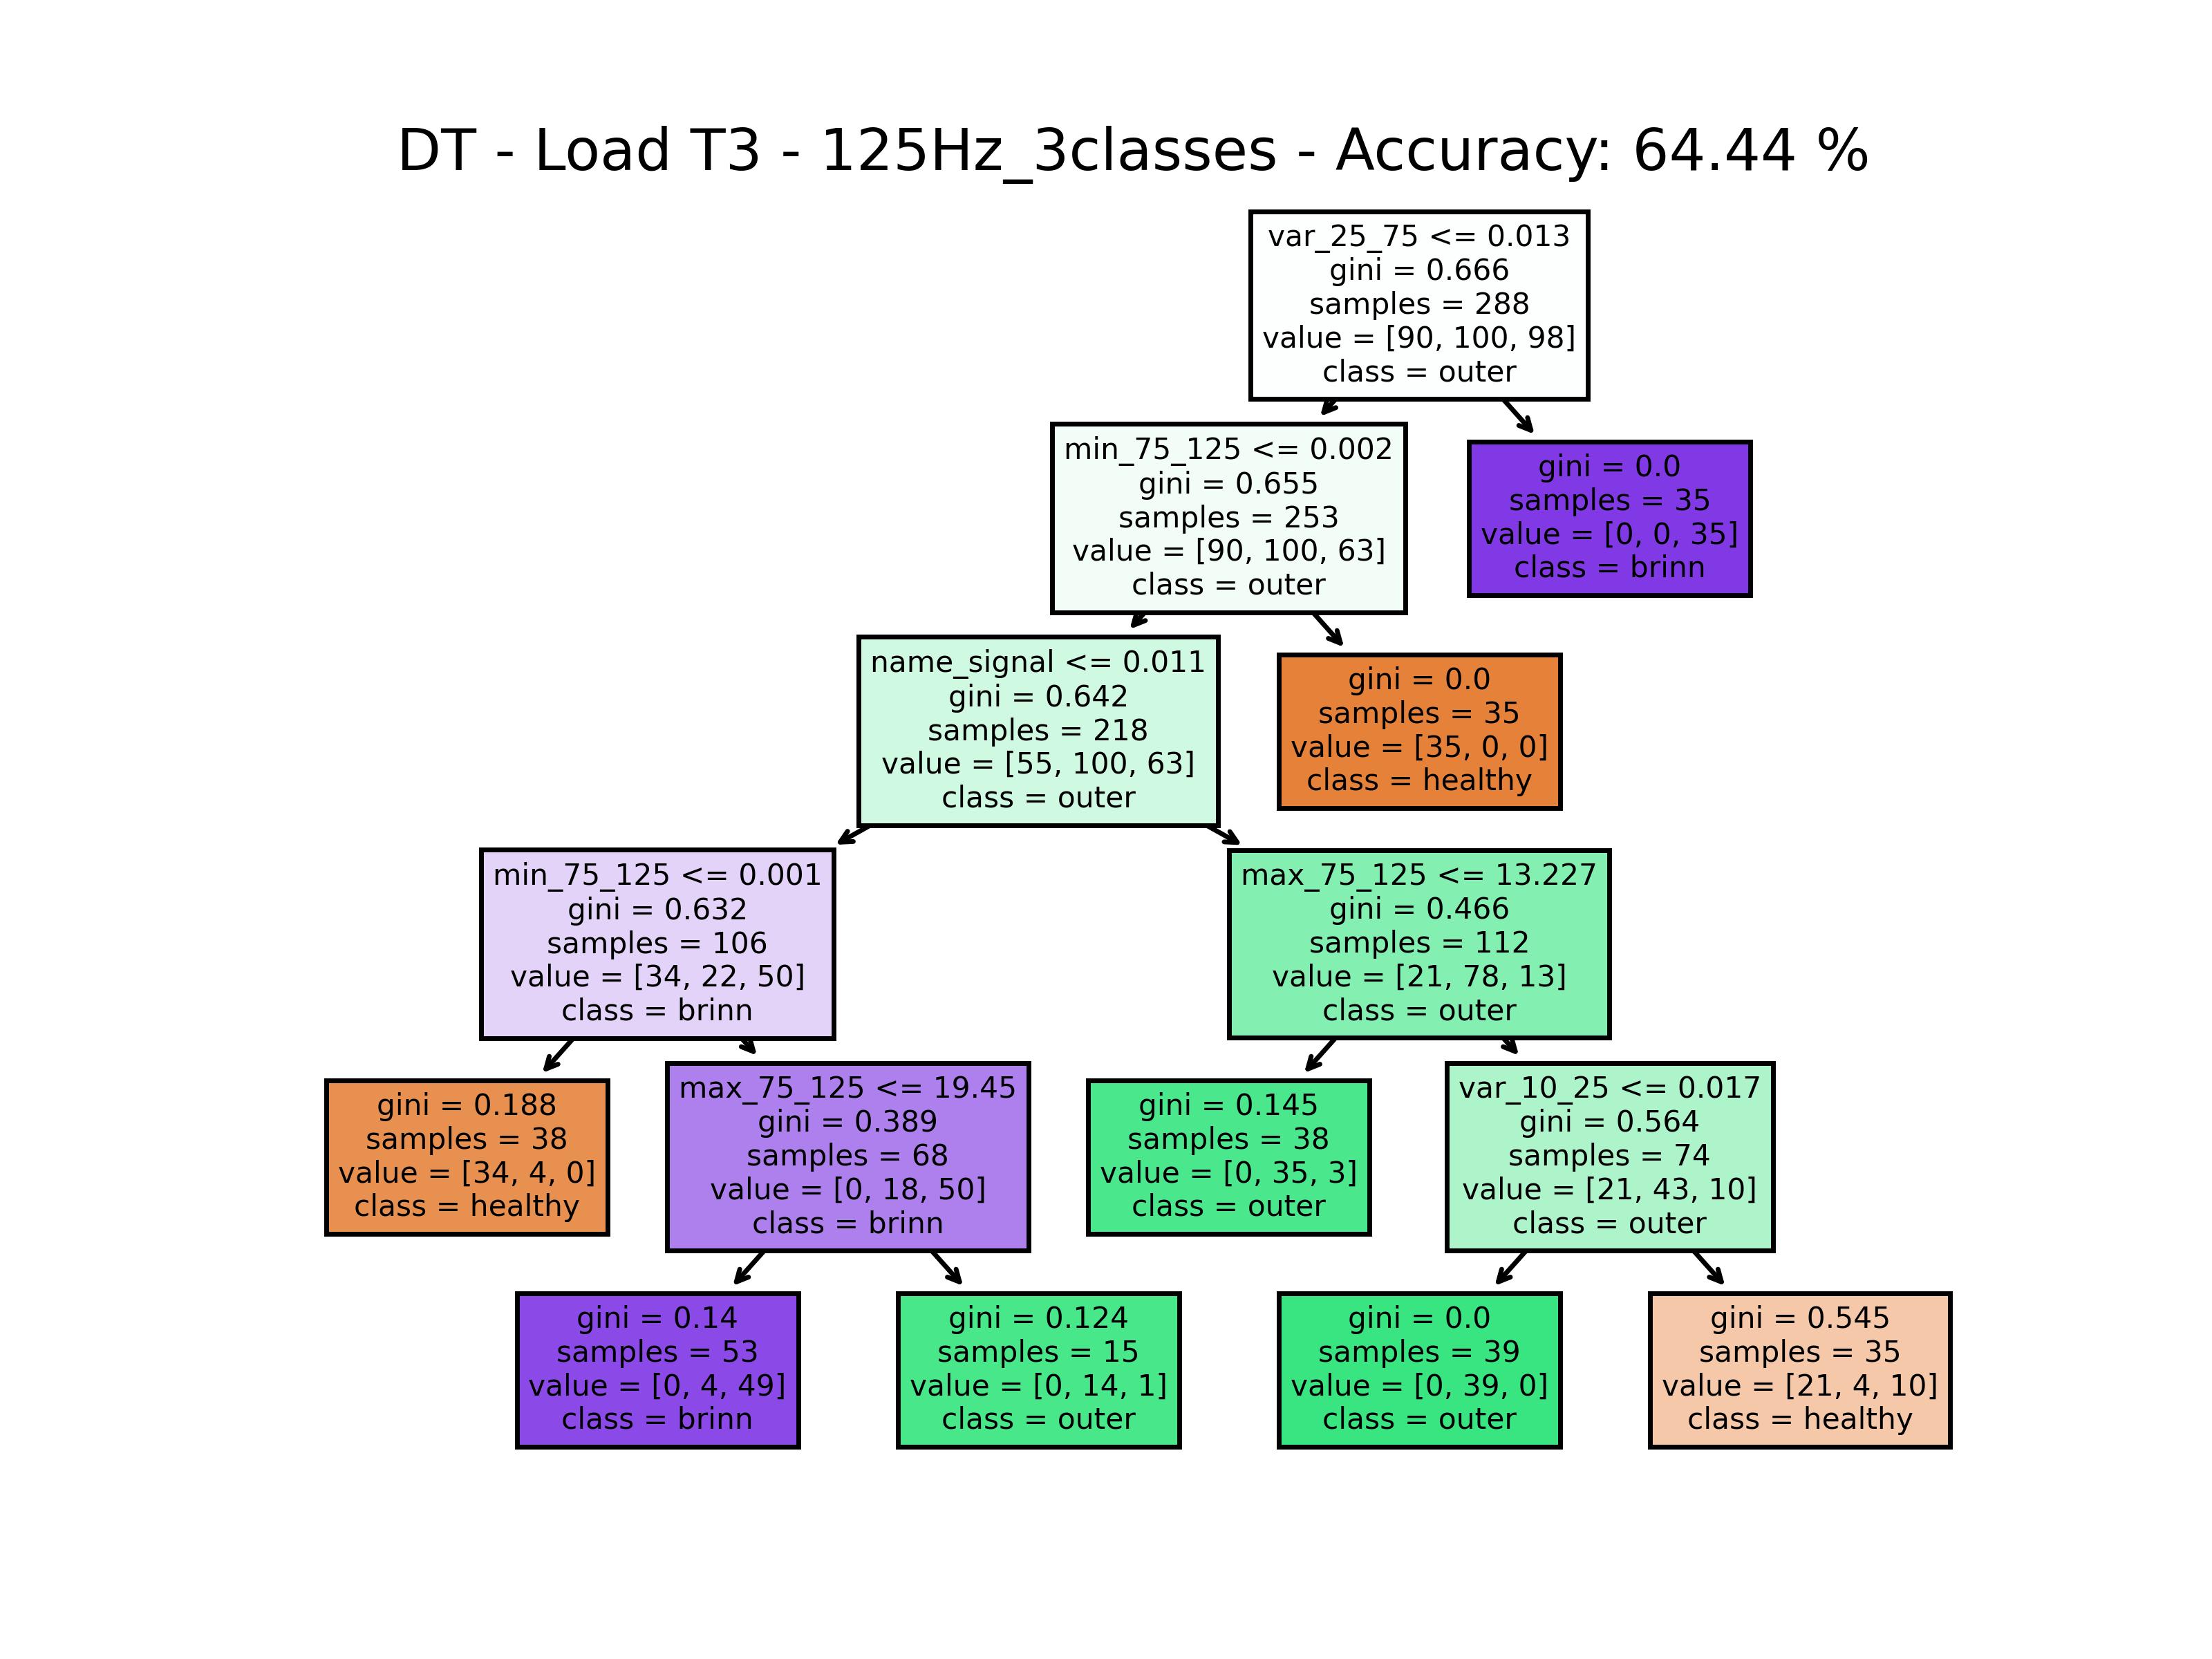 DT - Load T3 - 125Hz_3classes - Accuracy: 64.44 %
var_25_75 <= 0.013
gini = 0.666
samples = 288
value = [90, 100, 98]
class = outer
min_75_125 <= 0.002
gini = 0.655
samples = 253
value = [90, 100, 63]
class = outer
gini = 0.0
samples = 35
value = [0, 0, 35]
class = brinn
name_signal <= 0.011
gini = 0.642
samples = 218
value = [55, 100, 63]
class = outer
gini = 0.0
samples = 35
value = [35, 0, 0]
class = healthy
min_75_125 <= 0.001
gini = 0.632
samples = 106
value = [34, 22, 50]
class = brinn
max_75_125 <= 13.227
gini = 0.466
samples = 112
value = [21, 78, 13]
class = outer
gini = 0.188
samples = 38
value = [34, 4, 0]
class = healthy
max_75_125 <= 19.45
gini = 0.389
samples = 68
value = [0, 18, 50]
class = brinn
gini = 0.145
samples = 38
value = [0, 35, 3]
class = outer
var_10_25 <= 0.017
gini = 0.564
samples = 74
value = [21, 43, 10]
class = outer
gini = 0.14
samples = 53
value = [0, 4, 49]
class = brinn
gini = 0.124
samples = 15
value = [0, 14, 1]
class = outer
gini = 0.0
samples = 39
value = [0, 39, 0]
class = outer
gini = 0.545
samples = 35
value = [21, 4, 10]
class = healthy